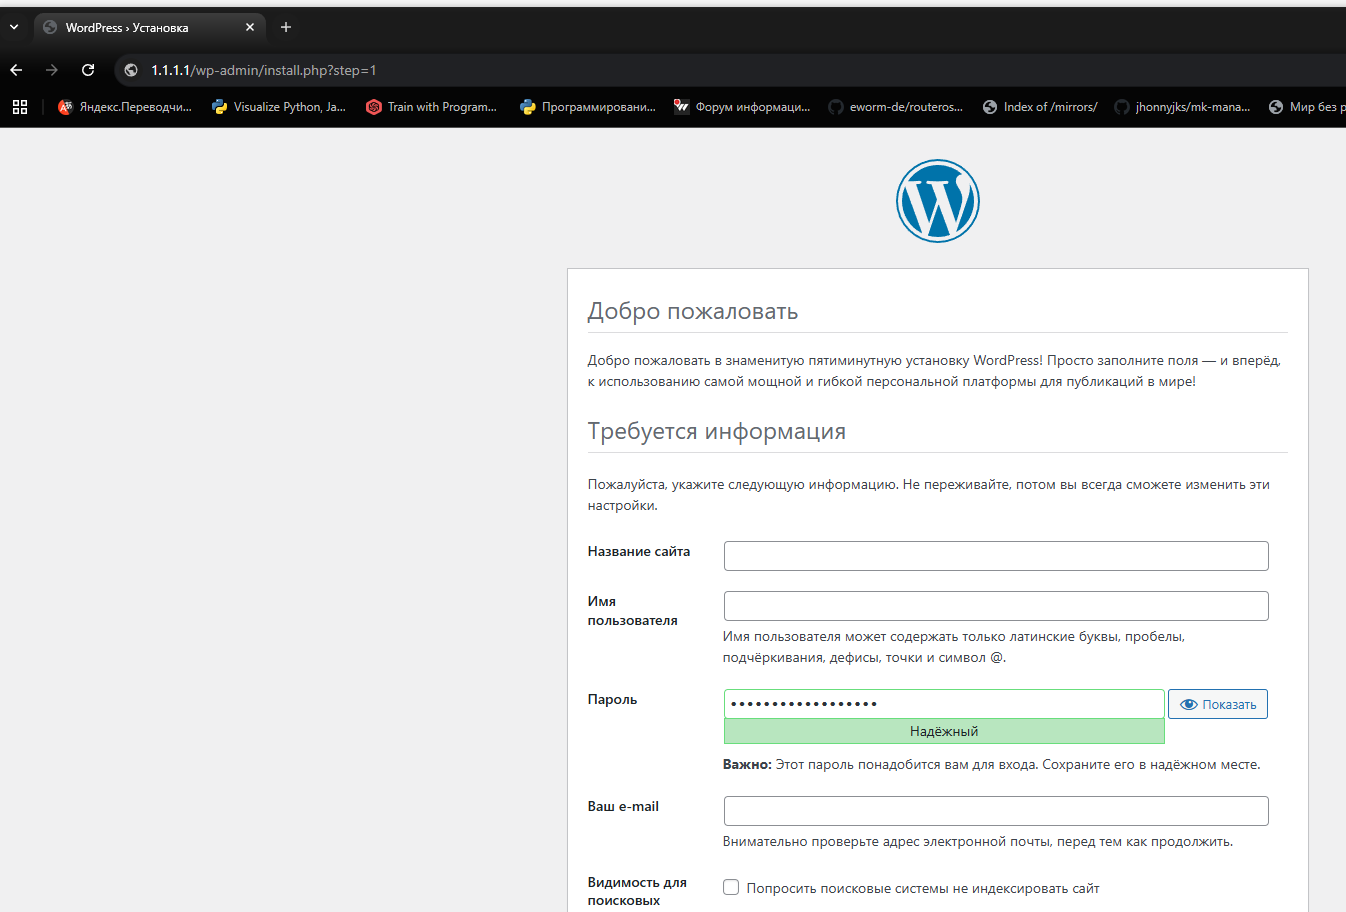 WordPress › Установка
1.1.1.1/wp-admin/install.php?step=1
Яндекс.Переводчи... Visualize Python, Ja... Train with Program... Программировани... Форум информаци... eworm-de/routeros... Index of /mirrors/ jhonnyjks/mk-mana... Мир без р
Добро пожаловать
Добро пожаловать в знаменитую пятиминутную установку WordPress! Просто заполните поля — и вперёд,
к использованию самой мощной и гибкой персональной платформы для публикаций в мире!
Требуется информация
Пожалуйста, укажите следующую информацию. Не переживайте, потом вы всегда сможете изменить эти
настройки.
Название сайта
Имя
пользователя
Имя пользователя может содержать только латинские буквы, пробелы,
подчёркивания, дефисы, точки и символ @.
Пароль
•••••••••••••••••• Показать
Надёжный
Важно: Этот пароль понадобится вам для входа. Сохраните его в надёжном месте.
Ваш e-mail
Внимательно проверьте адрес электронной почты, перед тем как продолжить.
Видимость для
поисковых
Попросить поисковые системы не индексировать сайт